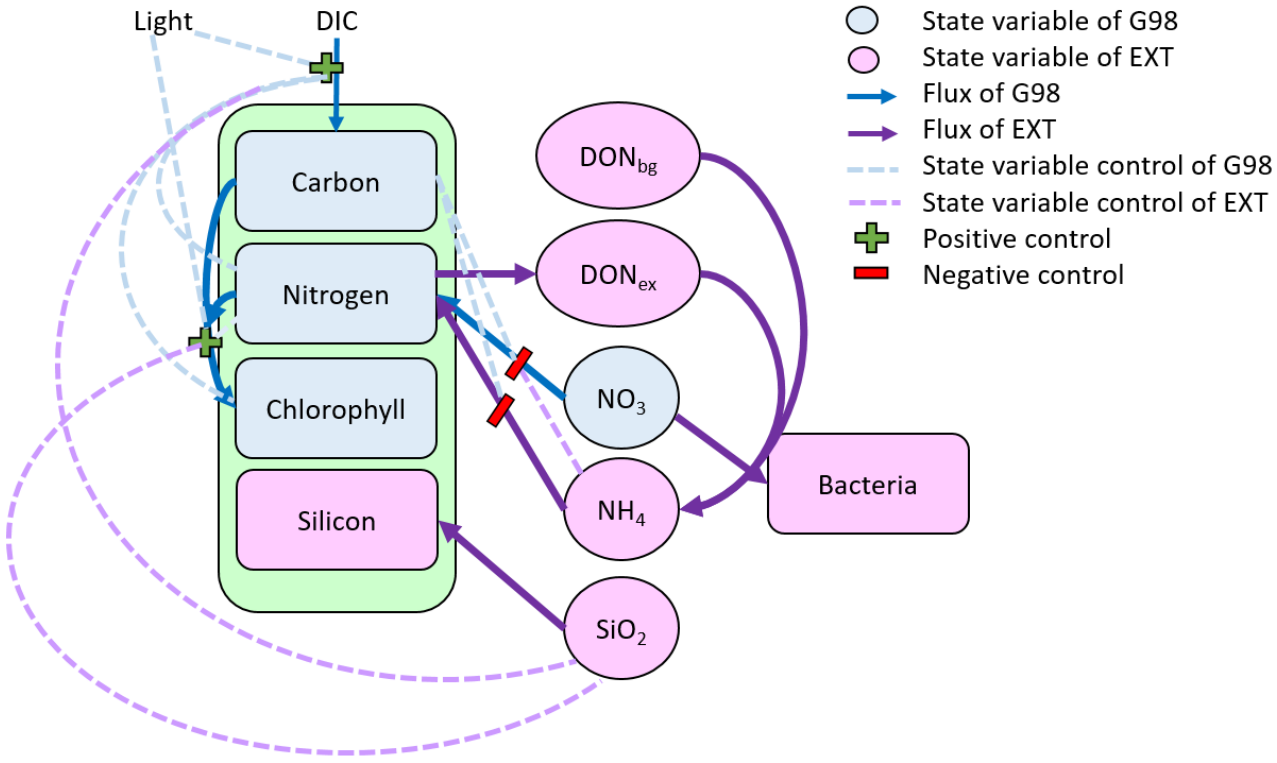 Light
DIC
State variable of G98
State variable of EXT
Flux of G98
Flux of EXT
State variable control of G98
State variable control of EXT
Positive control
Negative control
Carbon
Nitrogen
Chlorophyll
Silicon
DONbg
DONex
NO3
NH4
SiO2
Bacteria